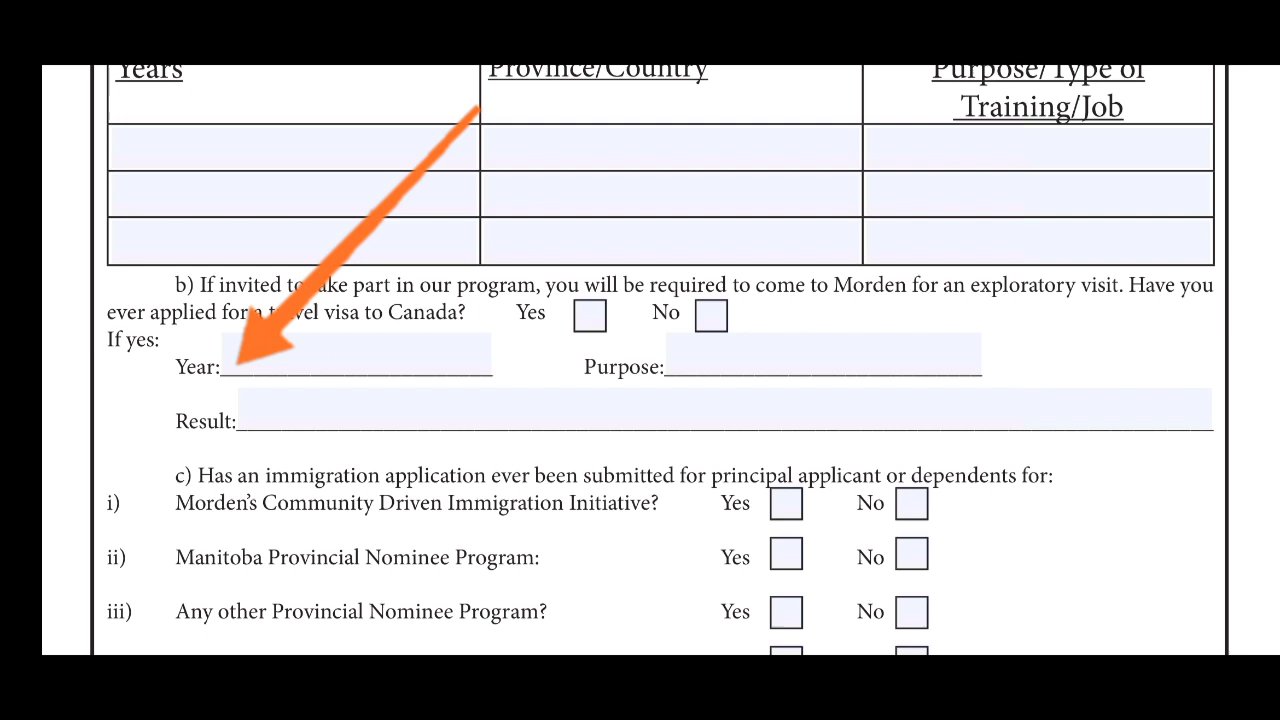 Years Province/Country Purpose/Type of
Training/Job
b) If invited to take part in our program, you will be required to come to Morden for an exploratory visit. Have you
ever applied for a travel visa to Canada? Yes No
If yes:
Year: Purpose:
Result:
c) Has an immigration application ever been submitted for principal applicant or dependents for:
i) Morden's Community Driven Immigration Initiative? Yes No
ii) Manitoba Provincial Nominee Program: Yes No
iii) Any other Provincial Nominee Program? Yes No